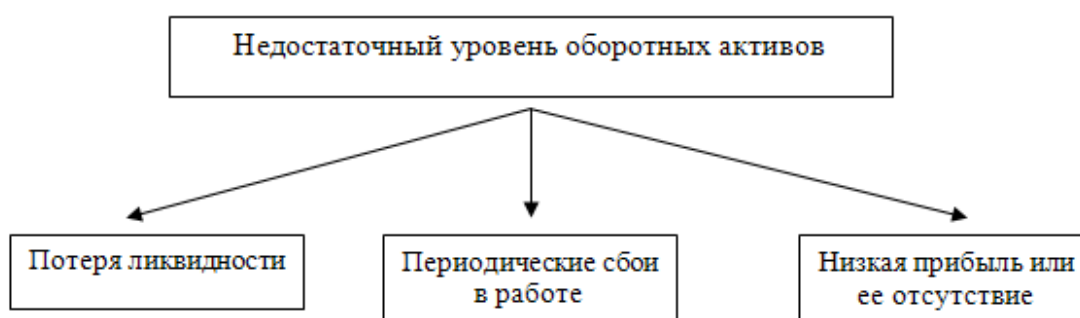 Недостаточный уровень оборотных активов
Потеря ликвидности
Периодические сбои
в работе
Низкая прибыль или
ее отсутствие